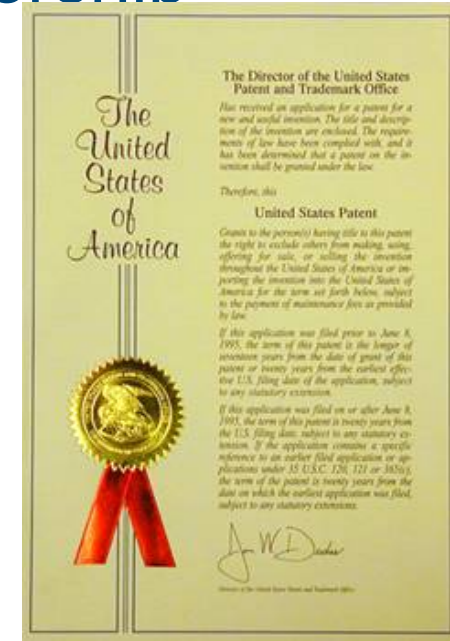 The
United
States
of
America
The Director of the United States
Patent and Trademark Office
Has received an application for a patent for a
new and useful invention. The title and descrip-
tion of the invention are enclosed. The require-
ments of law have been complied with, and it
has been determined that a patent on the in-
vention shall be granted under the law.
Therefore, this
United States Patent
Grants to the person(s) having title to this patent
the right to exclude others from making, using,
offering for sale, or selling the invention
throughout the United States of America or im-
porting the invention into the United States of
America for the term set forth below, subject
to the payment of maintenance fees as provided
by law.
If this application was filed prior to June 8,
1995, the term of this patent is the longer of
seventeen years from the date of grant of this
patent or twenty years from the earliest effec-
tive U.S. filing date of the application, subject
to any statutory extension.
If this application was filed on or after June 8,
1995, the term of this patent is twenty years from
the U.S. filing date, subject to any statutory ex-
tension. If the application contains a specific
reference to an earlier filed application or ap-
plications under 35 U.S.C. 120, 121 or 365(c),
the term of the patent is twenty years from the
date on which the earliest application was filed,
subject to any statutory extensions.
Director of the United States Patent and Trademark Office